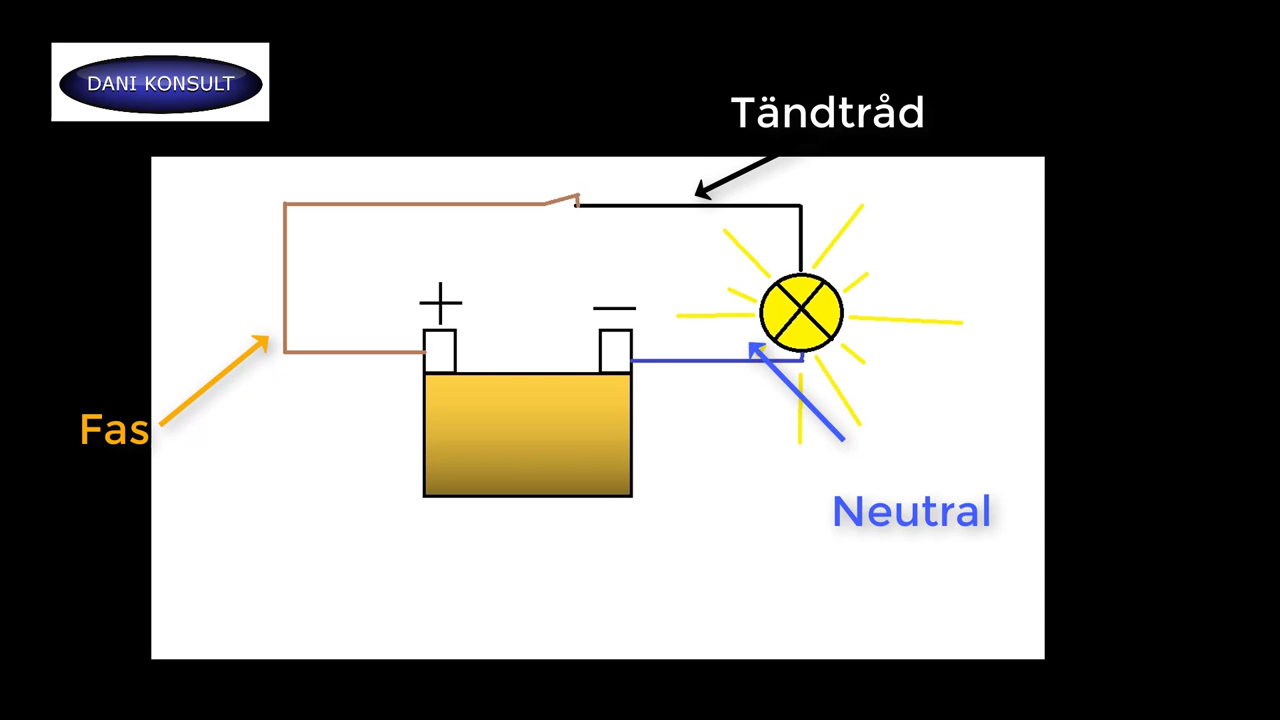 DANI KONSULT
Tändtråd
+
−
Fas
Neutral